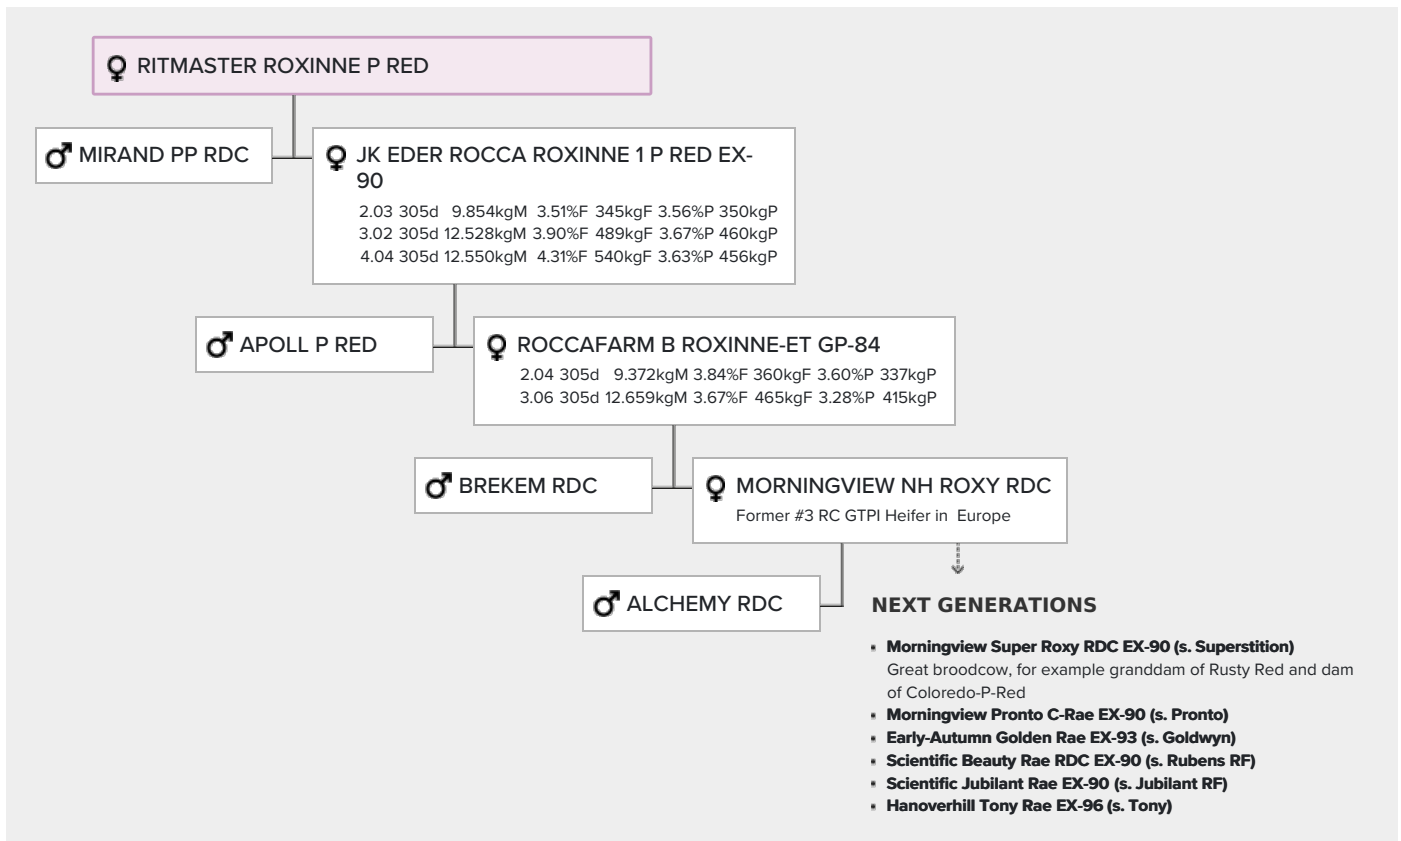 RITMASTER ROXINNE P RED
MIRAND PP RDC
JK EDER ROCCA ROXINNE 1 P RED EX-
90
2.03 305d 9.854kgM 3.51%F 345kgF 3.56%P 350kgP
3.02 305d 12.528kgM 3.90%F 489kgF 3.67%P 460kgP
4.04 305d 12.550kgM 4.31%F 540kgF 3.63%P 456kgP
APOLL P RED
ROCCAFARM B ROXINNE-ET GP-84
2.04 305d 9.372kgM 3.84%F 360kgF 3.60%P 337kgP
3.06 305d 12.659kgM 3.67%F 465kgF 3.28%P 415kgP
BREKEM RDC
MORNINGVIEW NH ROXY RDC
Former #3 RC GTPI Heifer in Europe
ALCHEMY RDC
NEXT GENERATIONS
Morningview Super Roxy RDC EX-90 (s. Superstition)
Great broodcow, for example granddam of Rusty Red and dam
of Coloredo-P-Red
Morningview Pronto C-Rae EX-90 (s. Pronto)
Early-Autumn Golden Rae EX-93 (s. Goldwyn)
Scientific Beauty Rae RDC EX-90 (s. Rubens RF)
Scientific Jubilant Rae EX-90 (s. Jubilant RF)
Hanoverhill Tony Rae EX-96 (s. Tony)